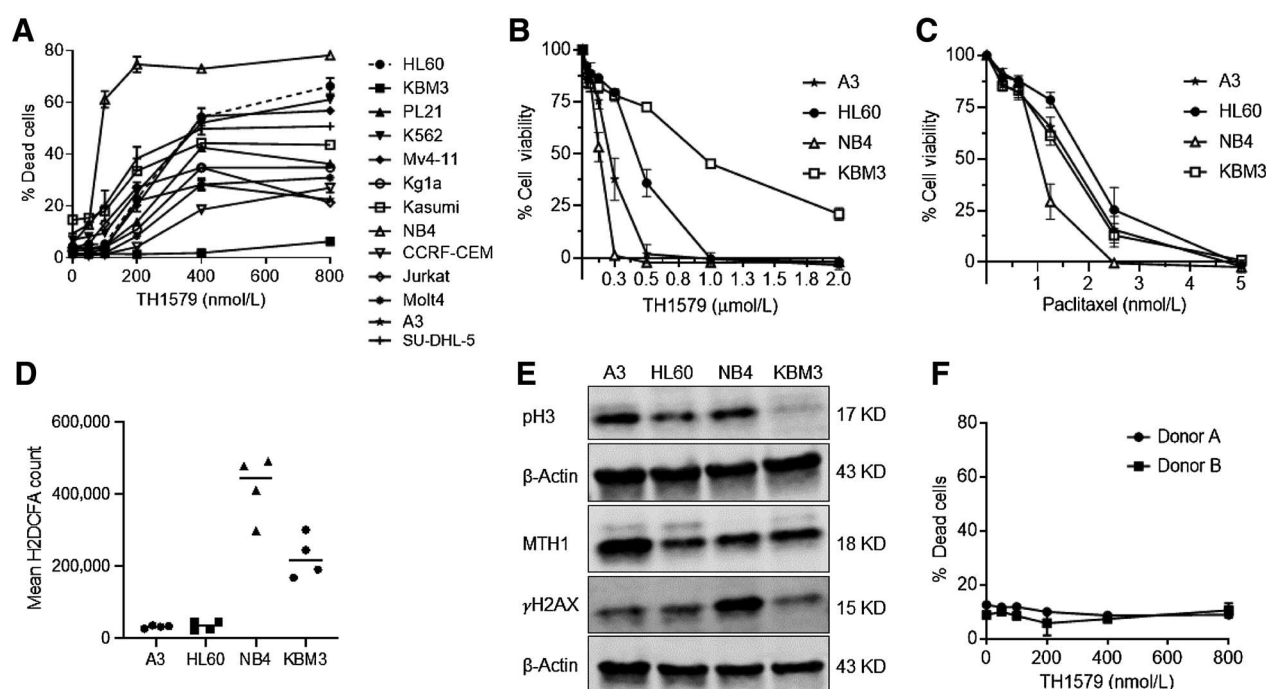 A
80
60
40
20
0
% Dead cells
0
200
400
600
800
TH1579 (nmol/L)
HL60
KBM3
PL21
K562
Mv4-11
Kg1a
Kasumi
NB4
CCRF-CEM
Jurkat
Molt4
A3
SU-DHL-5
B
100
75
50
25
0
% Cell viability
0.3 0.5 0.8 1.0 1.3 1.5 1.8 2.0
TH1579 (μmol/L)
A3
HL60
NB4
KBM3
C
100
75
50
25
0
% Cell viability
1 2 3 4 5
Paclitaxel (nmol/L)
A3
HL60
NB4
KBM3
D
600,000
400,000
200,000
0
Mean H2DCFA count
A3 HL60 NB4 KBM3
E
A3 HL60 NB4 KBM3
pH3 17 KD
β-Actin 43 KD
MTH1 18 KD
γH2AX 15 KD
β-Actin 43 KD
F
80
60
40
20
0
% Dead cells
0 200 400 600 800
TH1579 (nmol/L)
Donor A
Donor B